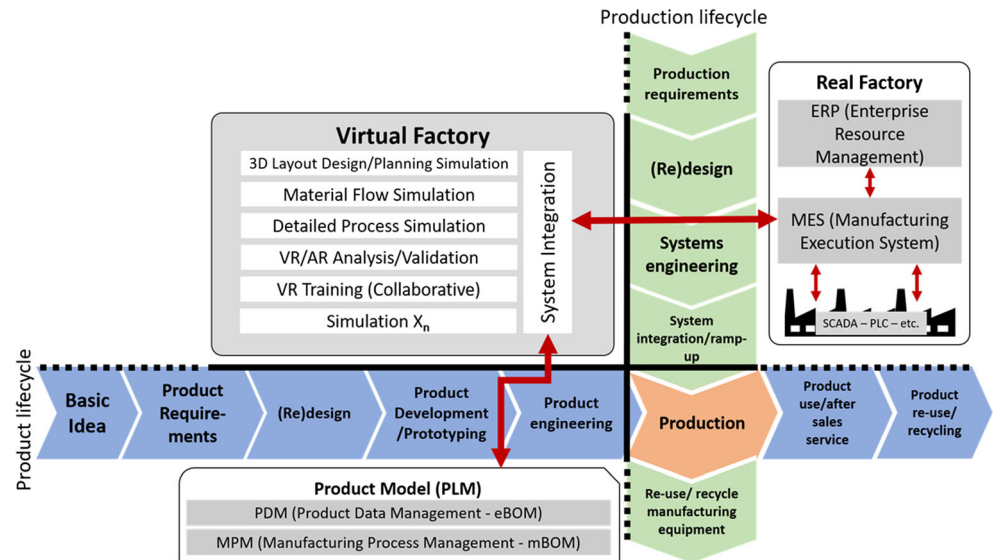 Production lifecycle
Production
requirements
(Re)design
Systems
engineering
System
integration/ramp-
up
Real Factory
ERP (Enterprise
Resource
Management)
MES (Manufacturing
Execution System)
SCADA – PLC – etc.
Virtual Factory
3D Layout Design/Planning Simulation
Material Flow Simulation
Detailed Process Simulation
VR/AR Analysis/Validation
VR Training (Collaborative)
Simulation Xn
System Integration
Product lifecycle
Basic
Idea
Product
Require-
ments
(Re)design
Product
Development
/Prototyping
Product
engineering
Production
Product
use/after
sales
service
Product
re-use/
recycling
Re-use/ recycle
manufacturing
equipment
Product Model (PLM)
PDM (Product Data Management - eBOM)
MPM (Manufacturing Process Management - mBOM)